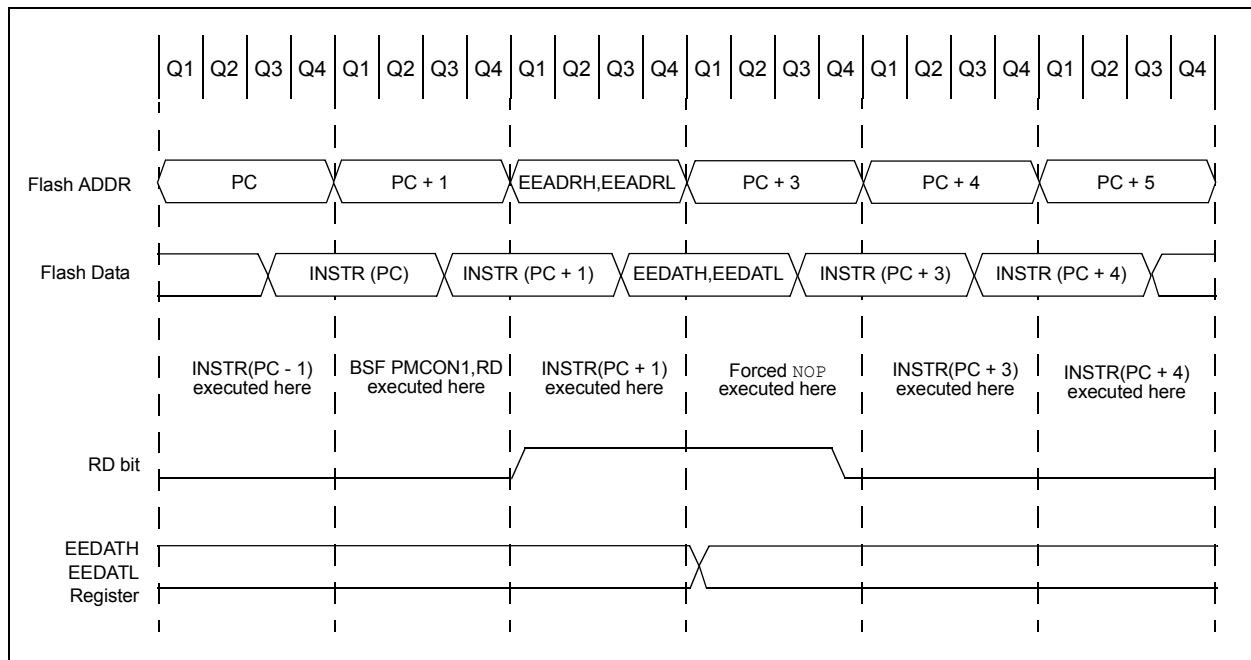 Q1 Q2 Q3 Q4 Q1 Q2 Q3 Q4 Q1 Q2 Q3 Q4 Q1 Q2 Q3 Q4 Q1 Q2 Q3 Q4 Q1 Q2 Q3 Q4
Flash ADDR PC PC + 1 EEADRH,EEADRL PC + 3 PC + 4 PC + 5
Flash Data INSTR (PC) INSTR (PC + 1) EEDATH,EEDATL INSTR (PC + 3) INSTR (PC + 4)
INSTR(PC - 1) BSF PMCON1,RD INSTR(PC + 1) Forced NOP INSTR(PC + 3) INSTR(PC + 4)
executed here executed here executed here executed here executed here executed here
RD bit
EEDATH
EEDATL
Register